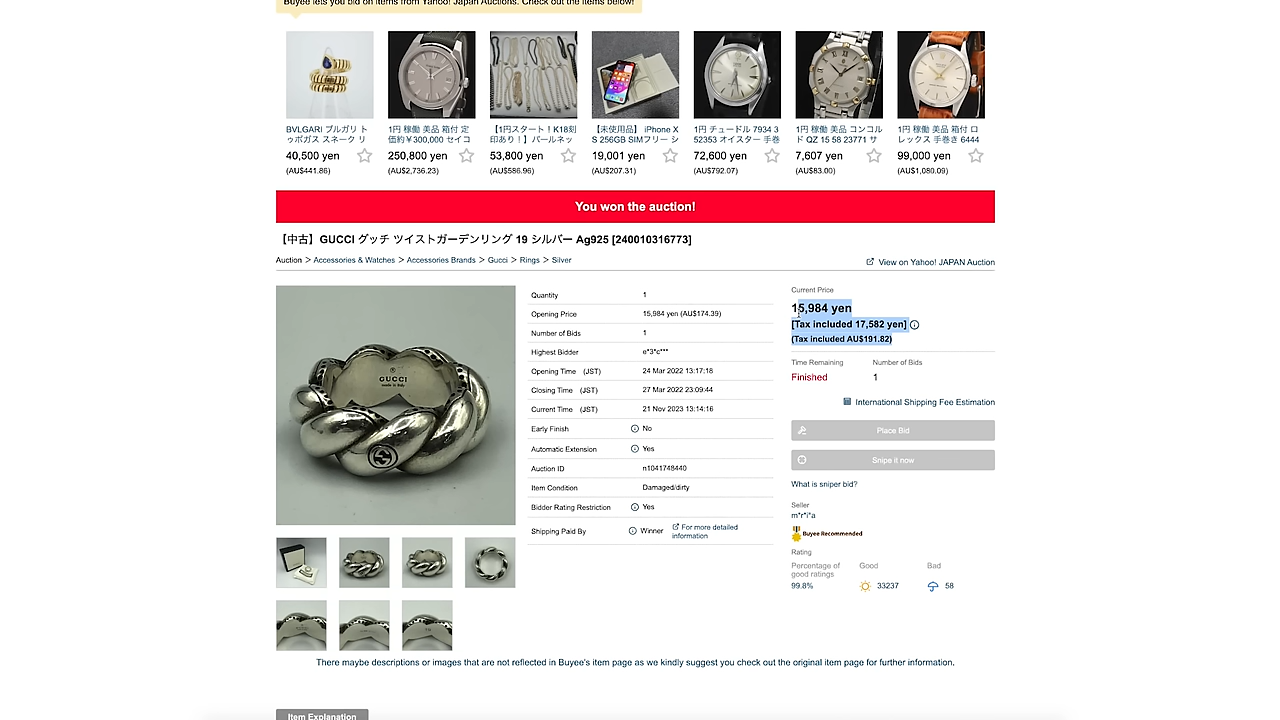 Buyee lets you bid on items from Yahoo! Japan Auctions. Check out the items below!
BVLGARI ブルガリ ト
ゥボガス スネーク リ
40,500 yen
(AU$441.86)
1円 稼働 美品 箱付 定
価約￥300,000 セイコ
250,800 yen
(AU$2,736.23)
【1円スタート！K18刻
印あり！】パールネッ
53,800 yen
(AU$586.96)
【未使用品】 iPhone X
S 256GB SIMフリー シ
19,001 yen
(AU$207.31)
1円 チュードル 7934 3
52353 オイスター 手巻
72,600 yen
(AU$792.07)
1円 稼働 美品 コンコル
ド QZ 15 58 23771 サ
7,607 yen
(AU$83.00)
1円 稼働 美品 箱付 ロ
レックス 手巻き 6444
99,000 yen
(AU$1,080.09)
You won the auction!
【中古】GUCCI グッチ ツイストガーデンリング 19 シルバー Ag925 [240010316773]
Auction > Accessories & Watches > Accessories Brands > Gucci > Rings > Silver
View on Yahoo! JAPAN Auction
GUCCI
made in Italy
Quantity 1
Opening Price 15,984 yen (AU$174.39)
Number of Bids 1
Highest Bidder e*3*c***
Opening Time (JST) 24 Mar 2022 13:17:18
Closing Time (JST) 27 Mar 2022 23:09:44
Current Time (JST) 21 Nov 2023 13:14:16
Early Finish No
Automatic Extension Yes
Auction ID n1041748440
Item Condition Damaged/dirty
Bidder Rating Restriction Yes
Shipping Paid By Winner For more detailed
information
Current Price
15,984 yen
[Tax included 17,582 yen]
(Tax included AU$191.82)
Time Remaining Number of Bids
Finished 1
International Shipping Fee Estimation
Place Bid
Snipe it now
What is sniper bid?
Seller
m*r*i*a
Buyee Recommended
Rating
Percentage of
good ratings Good Bad
99.8% 33237 58
There maybe descriptions or images that are not reflected in Buyee's item page as we kindly suggest you check out the original item page for further information.
Item Explanation